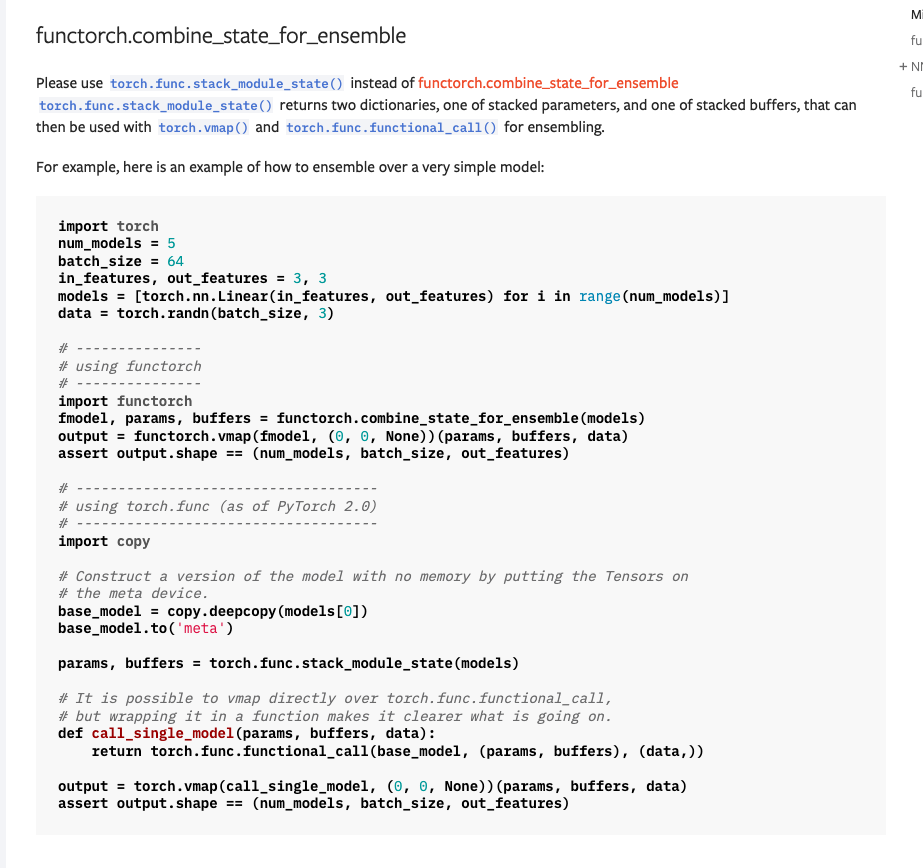 functorch.combine_state_for_ensemble
Please use torch.func.stack_module_state() instead of functorch.combine_state_for_ensemble
torch.func.stack_module_state() returns two dictionaries, one of stacked parameters, and one of stacked buffers, that can
then be used with torch.vmap() and torch.func.functional_call() for ensembling.
For example, here is an example of how to ensemble over a very simple model:
import torch
num_models = 5
batch_size = 64
in_features, out_features = 3, 3
models = [torch.nn.Linear(in_features, out_features) for i in range(num_models)]
data = torch.randn(batch_size, 3)
# ---------------
# using functorch
# ---------------
import functorch
fmodel, params, buffers = functorch.combine_state_for_ensemble(models)
output = functorch.vmap(fmodel, (0, 0, None))(params, buffers, data)
assert output.shape == (num_models, batch_size, out_features)
# ------------------------------------
# using torch.func (as of PyTorch 2.0)
# ------------------------------------
import copy
# Construct a version of the model with no memory by putting the Tensors on
# the meta device.
base_model = copy.deepcopy(models[0])
base_model.to('meta')
params, buffers = torch.func.stack_module_state(models)
# It is possible to vmap directly over torch.func.functional_call,
# but wrapping it in a function makes it clearer what is going on.
def call_single_model(params, buffers, data):
    return torch.func.functional_call(base_model, (params, buffers), (data,))
output = torch.vmap(call_single_model, (0, 0, None))(params, buffers, data)
assert output.shape == (num_models, batch_size, out_features)
Mi
fu
+ NN
fu